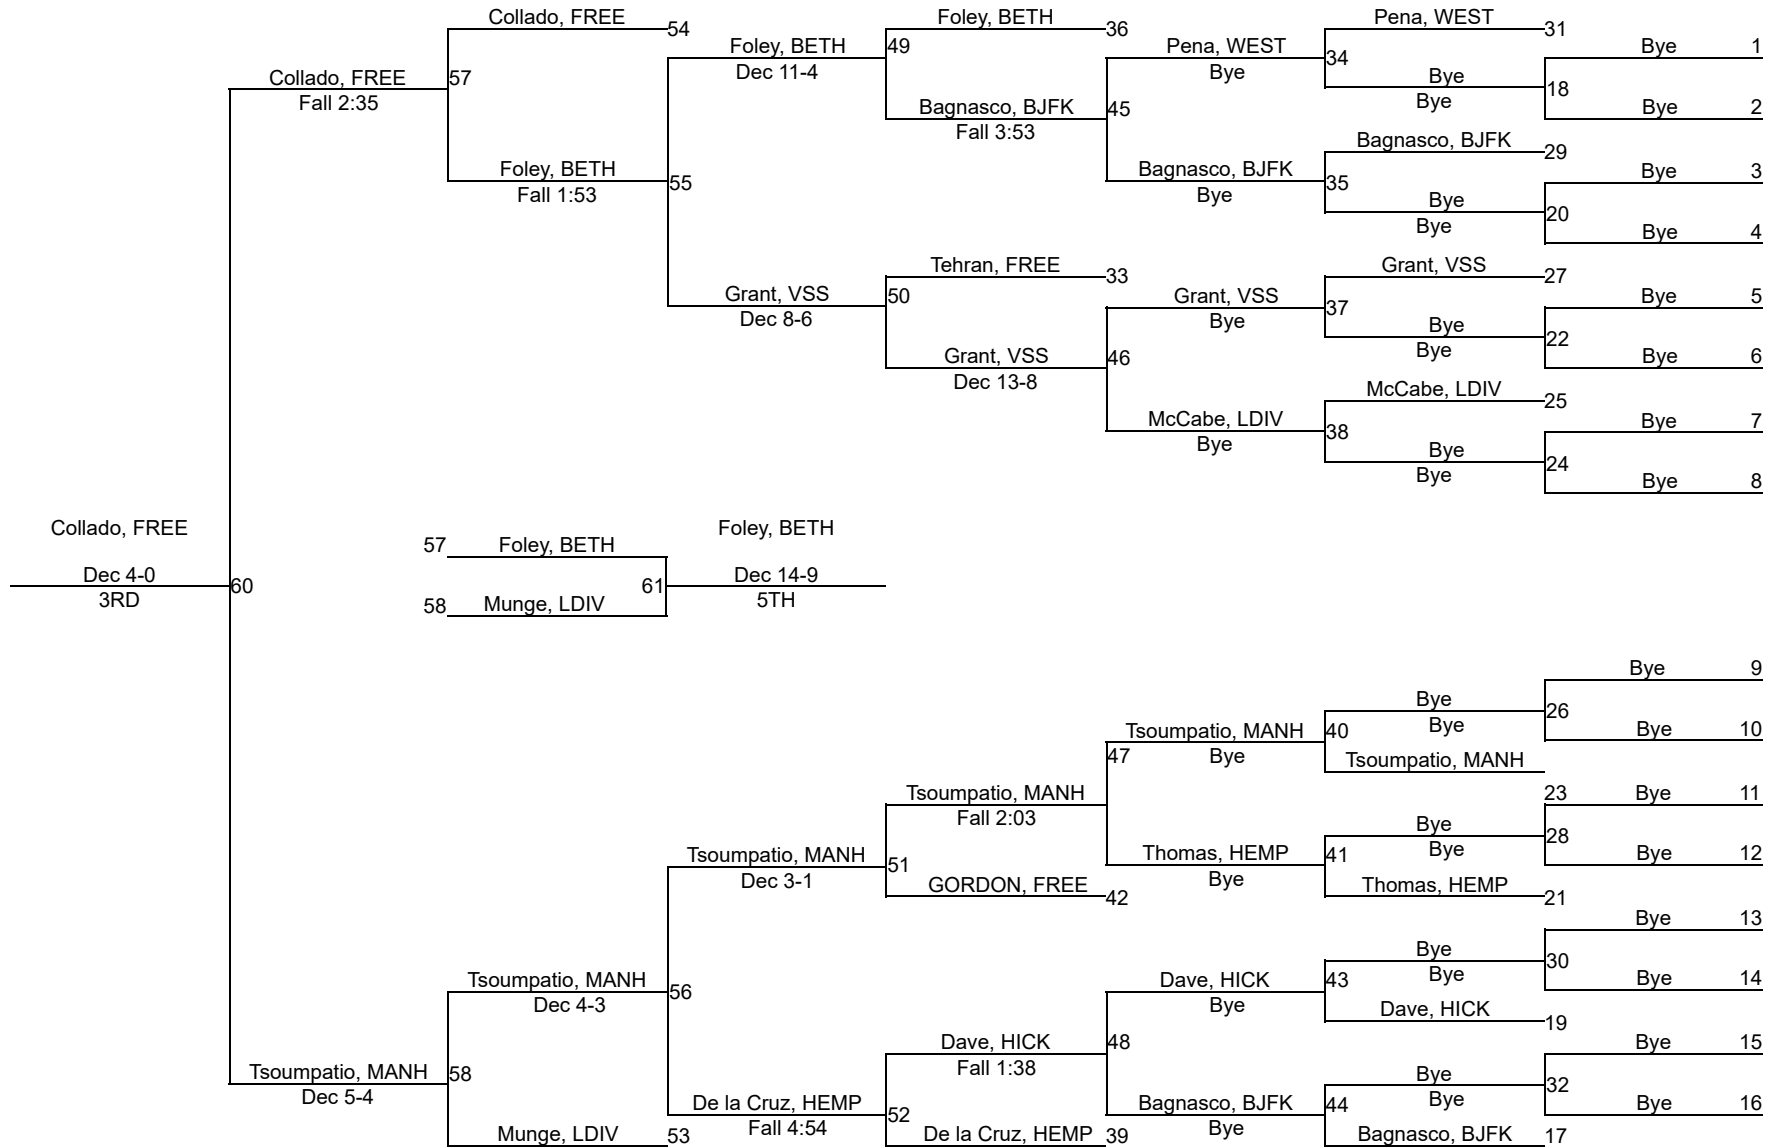 Collado, FREE
54
Foley, BETH
36
Pena, WEST
31
Foley, BETH
49
Pena, WEST
Bye
1
Collado, FREE
57
Dec 11-4
Bye
34
Bye
18
Fall 2:35
Bagnasco, BJFK
45
Bye
Bye
2
Fall 3:53
Bagnasco, BJFK
29
Foley, BETH
55
Bagnasco, BJFK
35
Bye
3
Fall 1:53
Bye
Bye
20
Bye
Bye
4
Tehran, FREE
33
Grant, VSS
27
Grant, VSS
50
Grant, VSS
37
Bye
5
Dec 8-6
Bye
Bye
22
Grant, VSS
46
Bye
Bye
6
Dec 13-8
McCabe, LDIV
25
McCabe, LDIV
38
Bye
7
Bye
Bye
24
Bye
Bye
8
Collado, FREE
57
Foley, BETH
Foley, BETH
Dec 4-0
60
61
Dec 14-9
3RD
58
Munge, LDIV
5TH
Bye
9
Bye
26
Tsoumpatio, MANH
40
Bye
Bye
10
47
Bye
Tsoumpatio, MANH
Tsoumpatio, MANH
23
Bye
11
Fall 2:03
Bye
28
Tsoumpatio, MANH
51
Thomas, HEMP
41
Bye
Bye
12
Dec 3-1
GORDON, FREE
42
Bye
Thomas, HEMP
21
Bye
13
Bye
30
Tsoumpatio, MANH
56
Dave, HICK
43
Bye
Bye
14
Dec 4-3
Bye
Dave, HICK
19
Dave, HICK
48
Bye
15
Tsoumpatio, MANH
58
Fall 1:38
Bye
32
Dec 5-4
De la Cruz, HEMP
52
Bagnasco, BJFK
44
Bye
Bye
16
Munge, LDIV
53
Fall 4:54
De la Cruz, HEMP
39
Bye
Bagnasco, BJFK
17